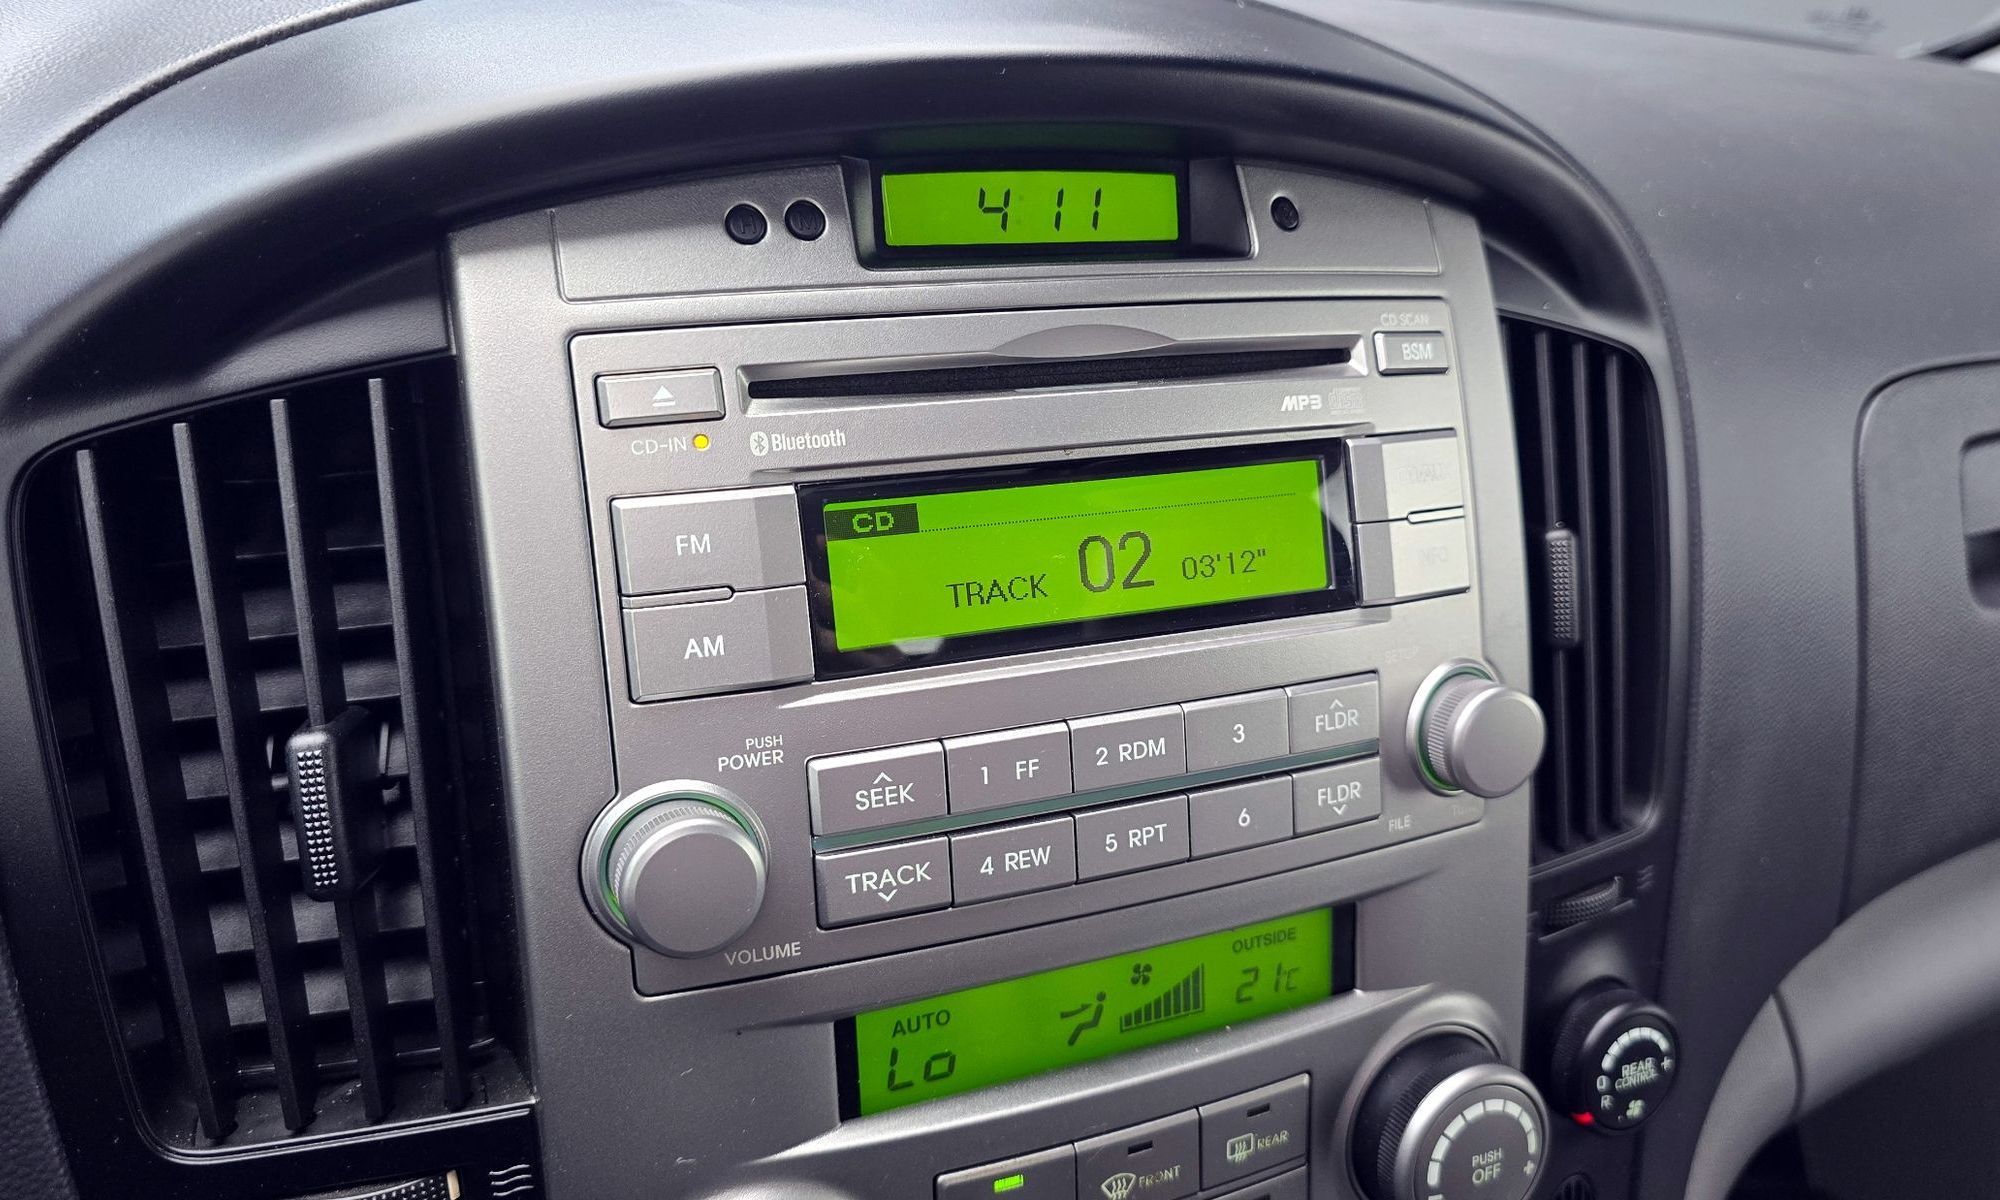 H M
4 11
CD SCAN
BSM
MP3
CD-IN
Bluetooth
FM
CD
TRACK 02 03'12"
INFO
AM
PUSH
POWER
SEEK
1 FF
2 RDM
3
FLDR
TRACK
4 REW
5 RPT
6
FLDR
FILE
VOLUME
AUTO
Lo
OUTSIDE
21°C
FRONT
REAR
PUSH
OFF
REAR
CONTROL